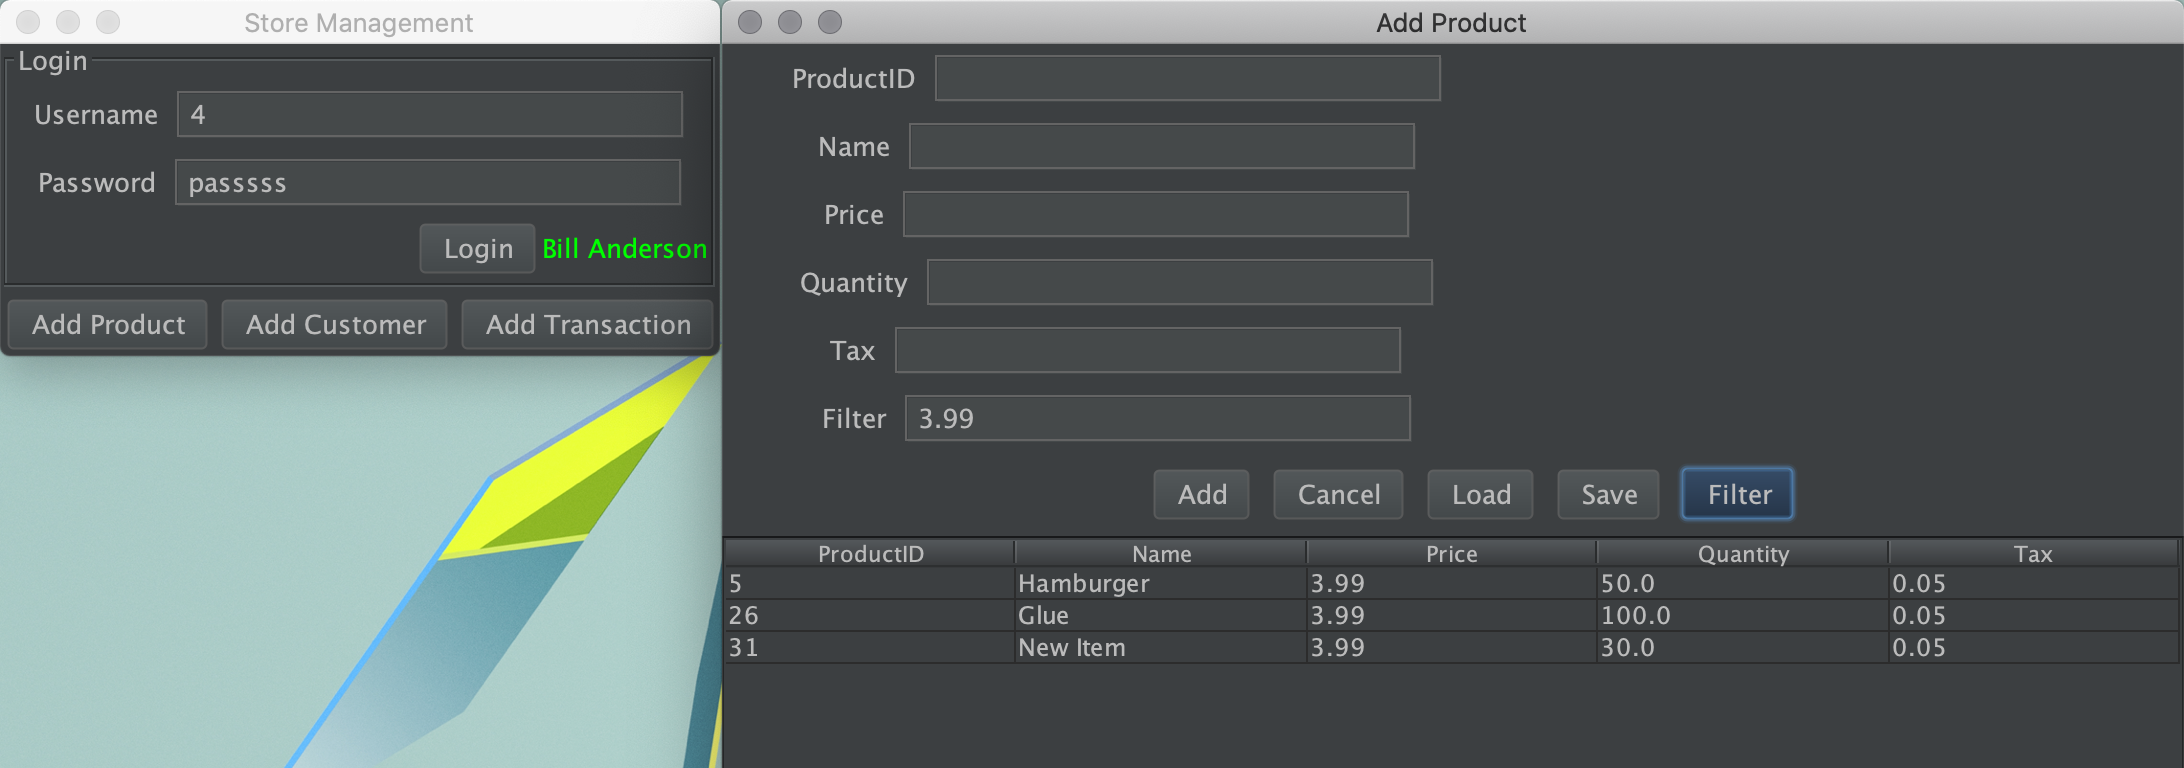 Store Management
Login
Username 4
Password passsss
Login Bill Anderson
Add Product Add Customer Add Transaction
Add Product
ProductID
Name
Price
Quantity
Tax
Filter 3.99
Add Cancel Load Save Filter
ProductID Name Price Quantity Tax
5 Hamburger 3.99 50.0 0.05
26 Glue 3.99 100.0 0.05
31 New Item 3.99 30.0 0.05